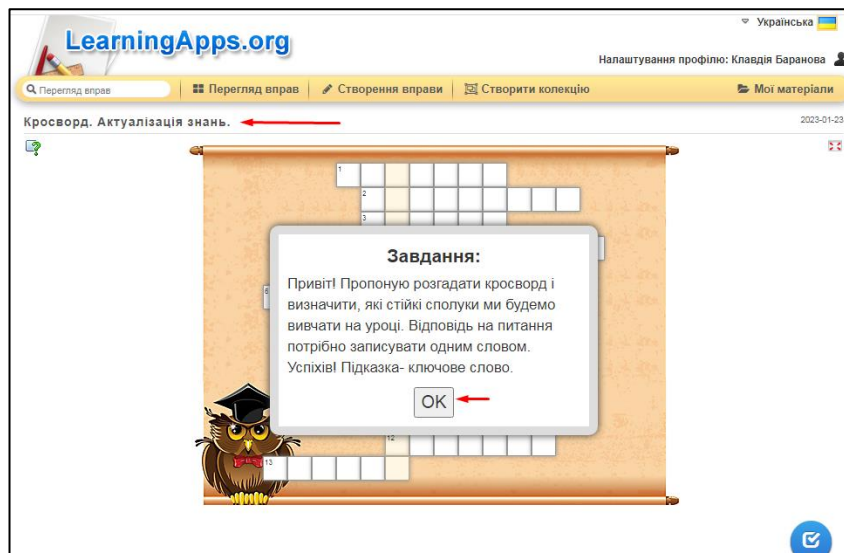 Українська
LearningApps.org
Налаштування профілю: Клавдія Баранова
Перегляд вправ
Перегляд вправ
Створення вправи
Створити колекцію
Мої матеріали
Кросворд. Актуалізація знань.
2023-01-23
1
2
3
Завдання:
Привіт! Пропоную розгадати кросворд і
визначити, які стійкі сполуки ми будемо
вивчати на уроці. Відповідь на питання
потрібно записувати одним словом.
Успіхів! Підказка- ключове слово.
OK
12
13